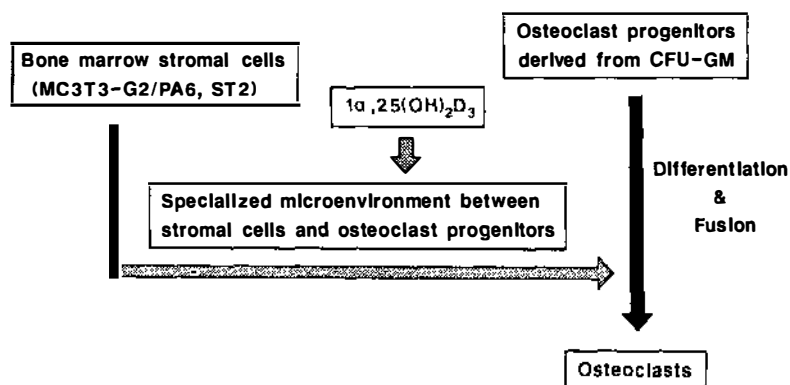 Bone marrow stromal cells
(MC3T3-G2/PA6, ST2)
Osteoclast progenitors
derived from CFU-GM
1α,25(OH)₂D₃
Differentiation
&
Fusion
Specialized microenvironment between
stromal cells and osteoclast progenitors
Osteoclasts